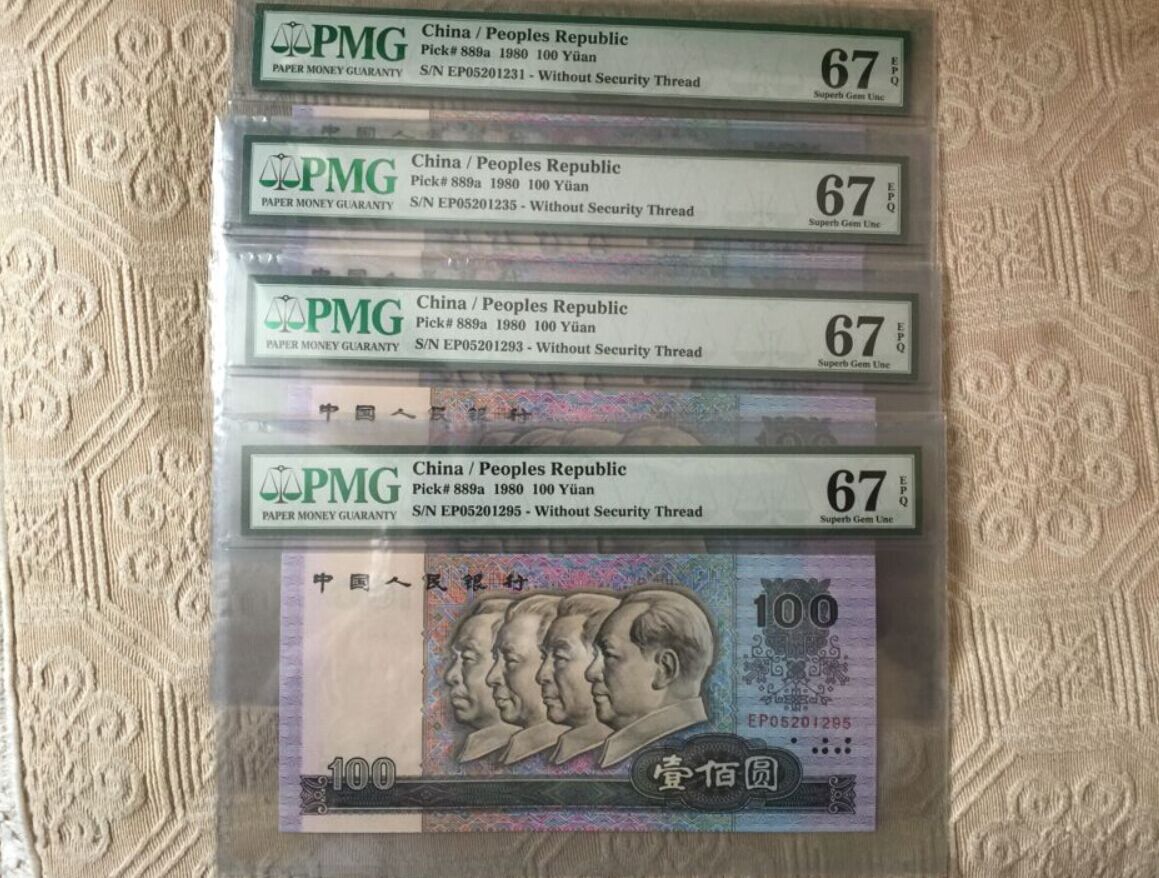 PMG
PAPER MONEY GUARANTY
China / Peoples Republic
Pick# 889a 1980 100 Yüan
S/N EP05201231 - Without Security Thread
67
EPQ
Superb Gem Unc
PMG
PAPER MONEY GUARANTY
China / Peoples Republic
Pick# 889a 1980 100 Yüan
S/N EP05201235 - Without Security Thread
67
EPQ
Superb Gem Unc
PMG
PAPER MONEY GUARANTY
China / Peoples Republic
Pick# 889a 1980 100 Yüan
S/N EP05201293 - Without Security Thread
67
EPQ
Superb Gem Unc
中国人民银行
100
PMG
PAPER MONEY GUARANTY
China / Peoples Republic
Pick# 889a 1980 100 Yüan
S/N EP05201295 - Without Security Thread
67
EPQ
Superb Gem Unc
中国人民银行
100
EP05201295
100
壹佰圆